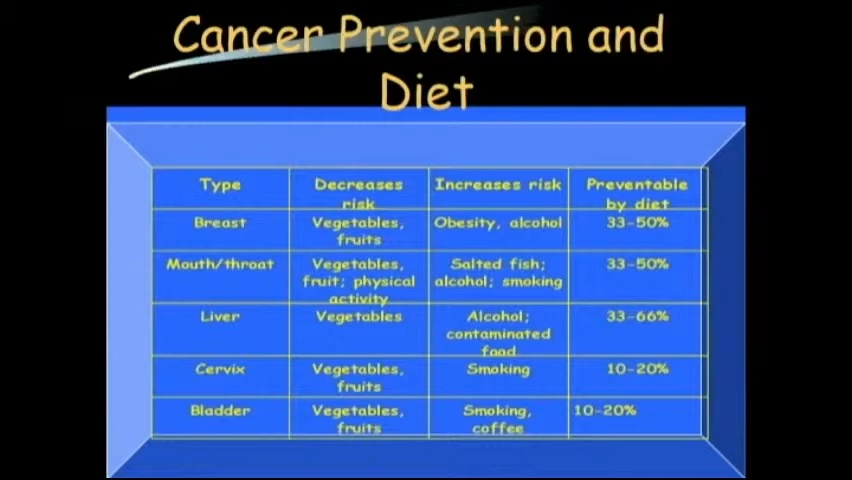 Cancer Prevention and
Diet
Type
Decreases
risk
Increases risk
Preventable
by diet
Breast
Vegetables,
fruits
Obesity, alcohol
33-50%
Mouth/throat
Vegetables,
fruit; physical
activity
Salted fish;
alcohol; smoking
33-50%
Liver
Vegetables
Alcohol;
contaminated
food
33-66%
Cervix
Vegetables,
fruits
Smoking
10-20%
Bladder
Vegetables,
fruits
Smoking,
coffee
10-20%